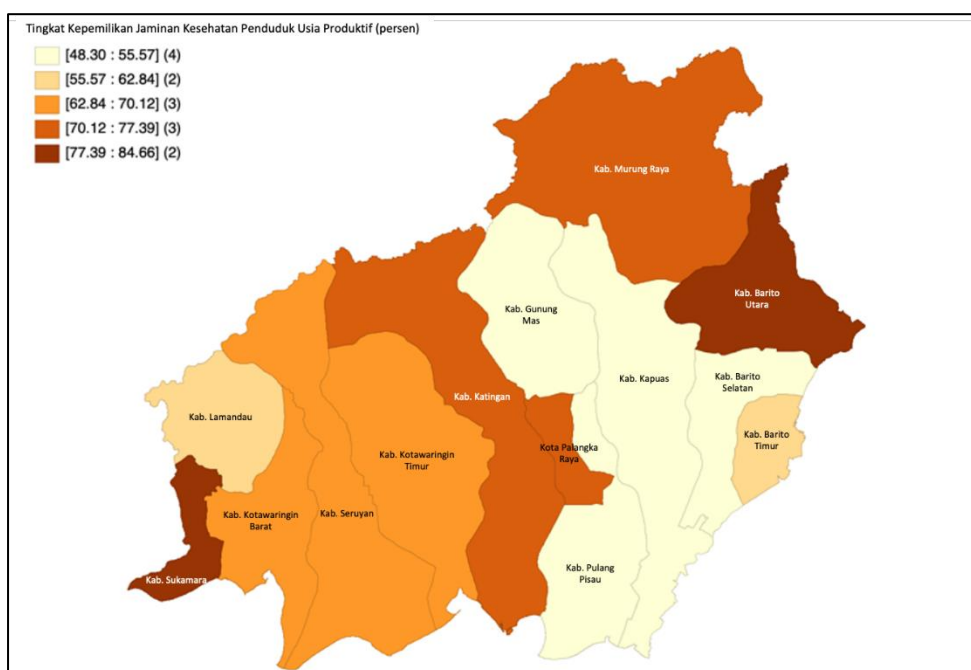 Tingkat Kepemilikan Jaminan Kesehatan Penduduk Usia Produktif (persen)
[48.30 : 55.57] (4)
[55.57 : 62.84] (2)
[62.84 : 70.12] (3)
[70.12 : 77.39] (3)
[77.39 : 84.66] (2)
Kab. Murung Raya
Kab. Barito
Utara
Kab. Gunung
Mas
Kab. Kapuas
Kab. Barito
Selatan
Kab. Katingan
Kab. Lamandau
Kab. Barito
Timur
Kota Palangka
Raya
Kab. Kotawaringin
Timur
Kab. Seruyan
Kab. Kotawaringin
Barat
Kab. Pulang
Pisau
Kab. Sukamara